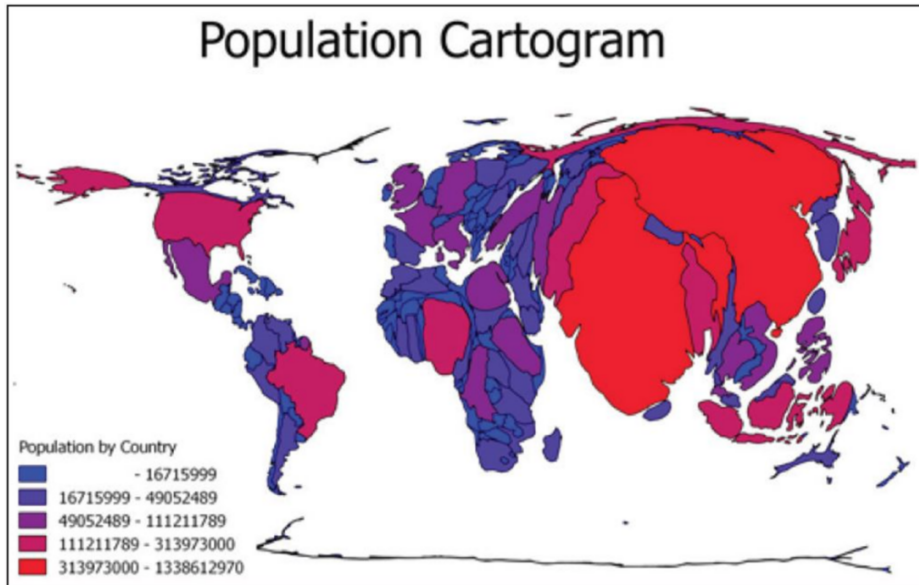 Population Cartogram
Population by Country
- 16715999
16715999 - 49052489
49052489 - 111211789
111211789 - 313973000
313973000 - 1338612970